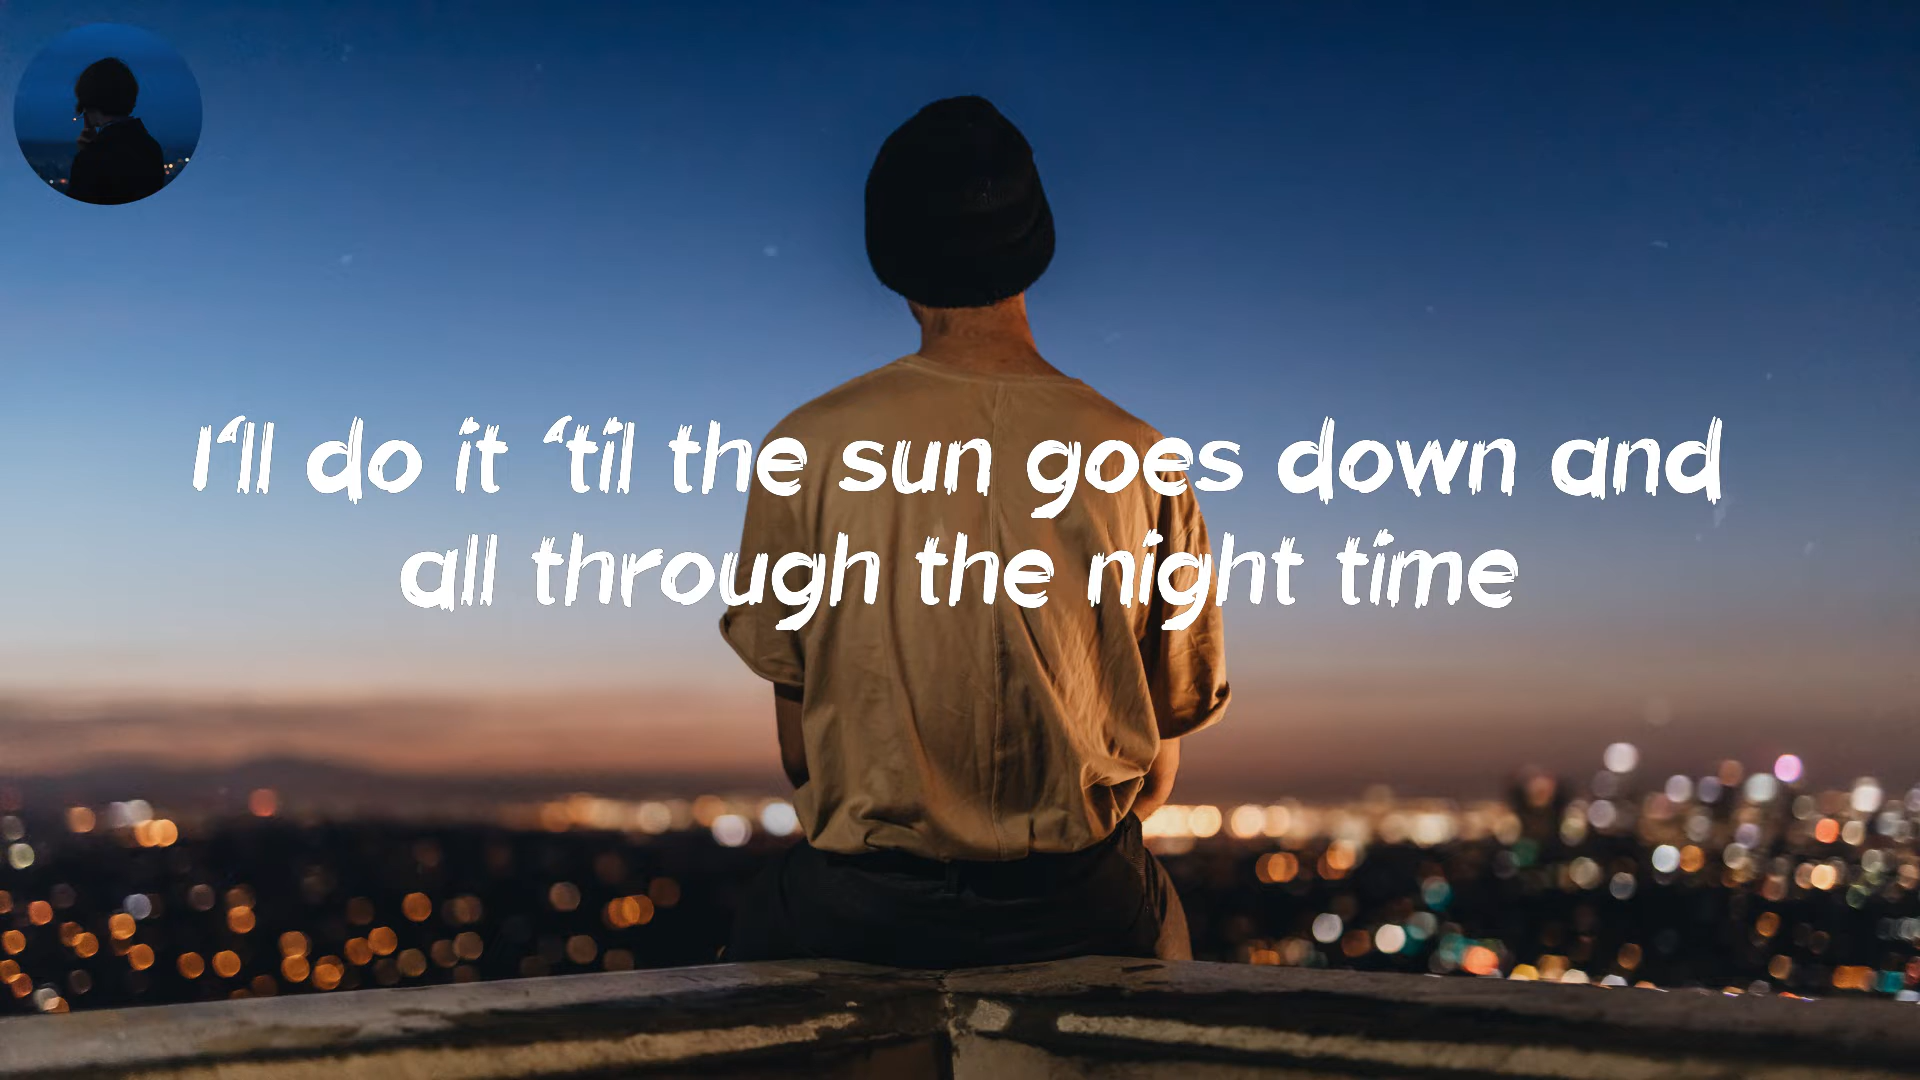 I‘ll do it ‘til the sun goes down and
all through the night time